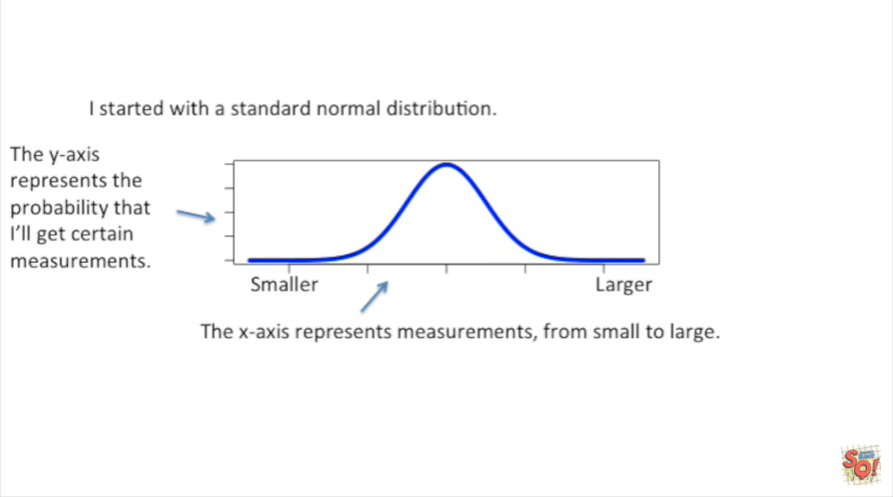 I started with a standard normal distribution.
The y-axis
represents the
probability that
I'll get certain
measurements.
Smaller
Larger
The x-axis represents measurements, from small to large.
SQ!